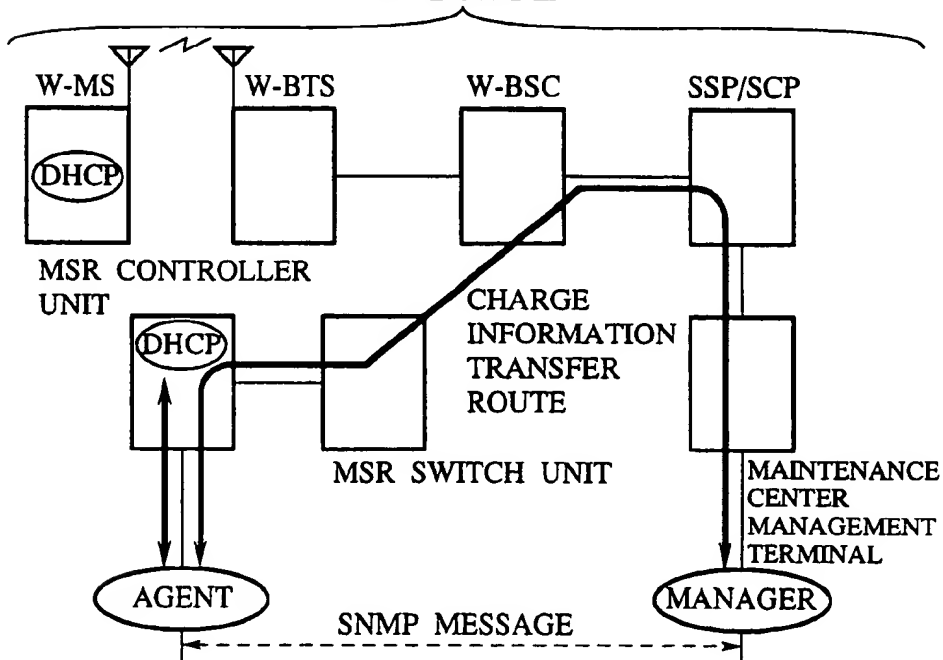 W-MS
W-BTS
W-BSC
SSP/SCP
DHCP
MSR CONTROLLER
UNIT
DHCP
CHARGE
INFORMATION
TRANSFER
ROUTE
MSR SWITCH UNIT
MAINTENANCE
CENTER
MANAGEMENT
TERMINAL
AGENT
MANAGER
SNMP MESSAGE